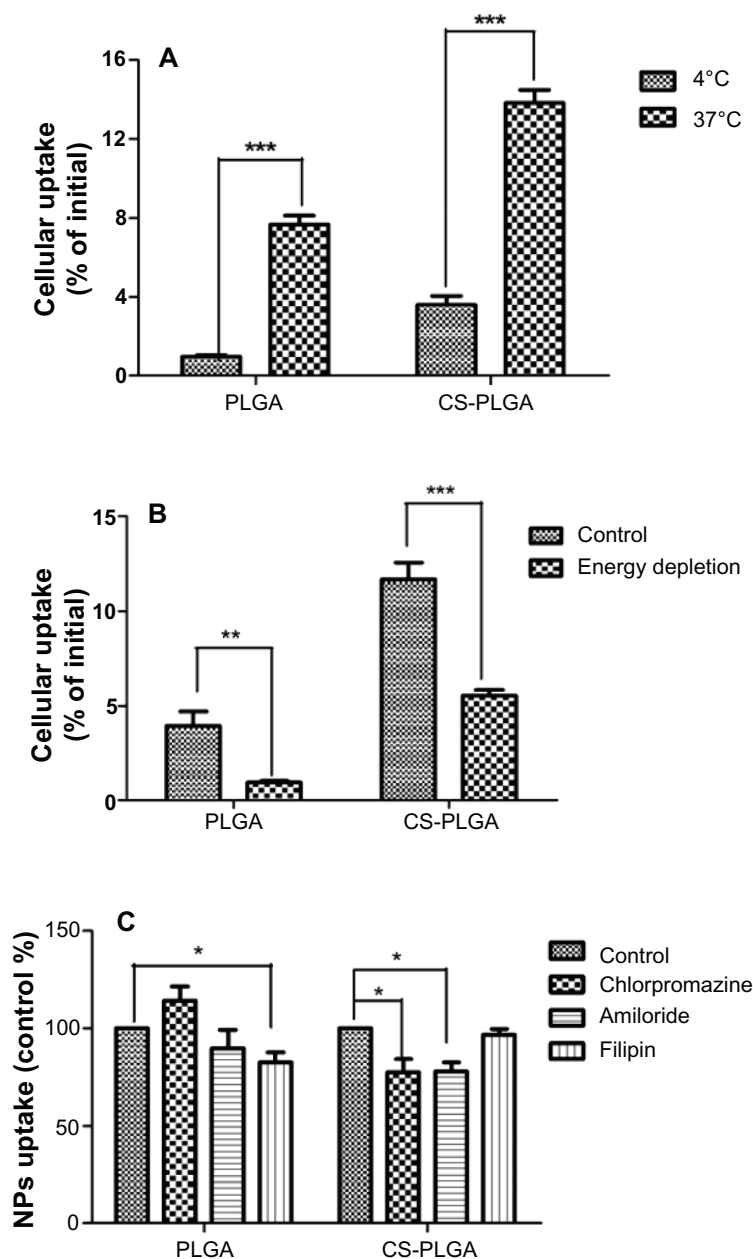 A
Cellular uptake
(% of initial)
16
12
8
4
0
***
***
4°C
37°C
PLGA
CS-PLGA
B
Cellular uptake
(% of initial)
15
10
5
0
**
***
Control
Energy depletion
PLGA
CS-PLGA
C
NPs uptake (control %)
150
100
50
0
*
*
*
Control
Chlorpromazine
Amiloride
Filipin
PLGA
CS-PLGA